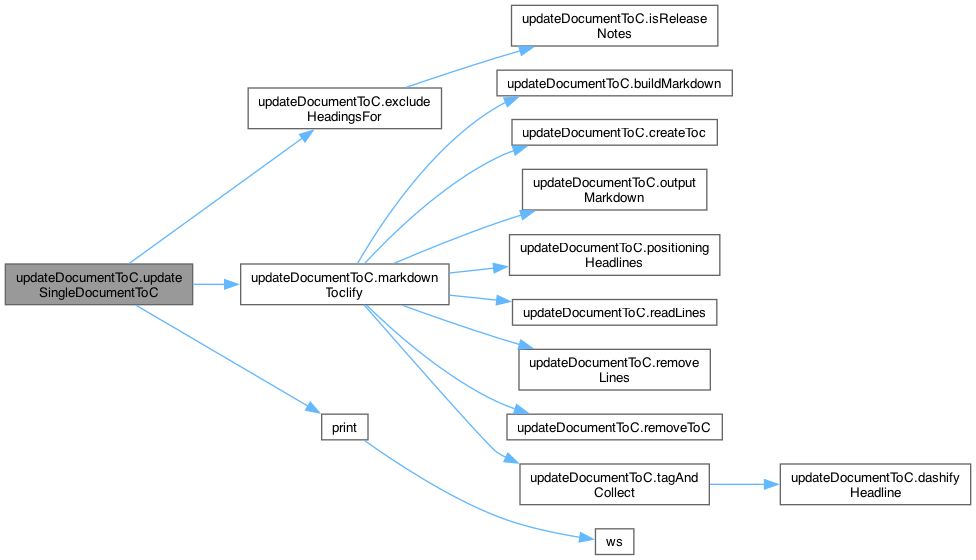 updateDocumentToC.isRelease
Notes
updateDocumentToC.buildMarkdown
updateDocumentToC.exclude
HeadingsFor
updateDocumentToC.createToc
updateDocumentToC.output
Markdown
updateDocumentToC.positioning
Headlines
updateDocumentToC.update
SingleDocumentToC
updateDocumentToC.markdown
Toclify
updateDocumentToC.readLines
updateDocumentToC.remove
Lines
print
updateDocumentToC.removeToC
updateDocumentToC.tagAnd
Collect
updateDocumentToC.dashify
Headline
ws